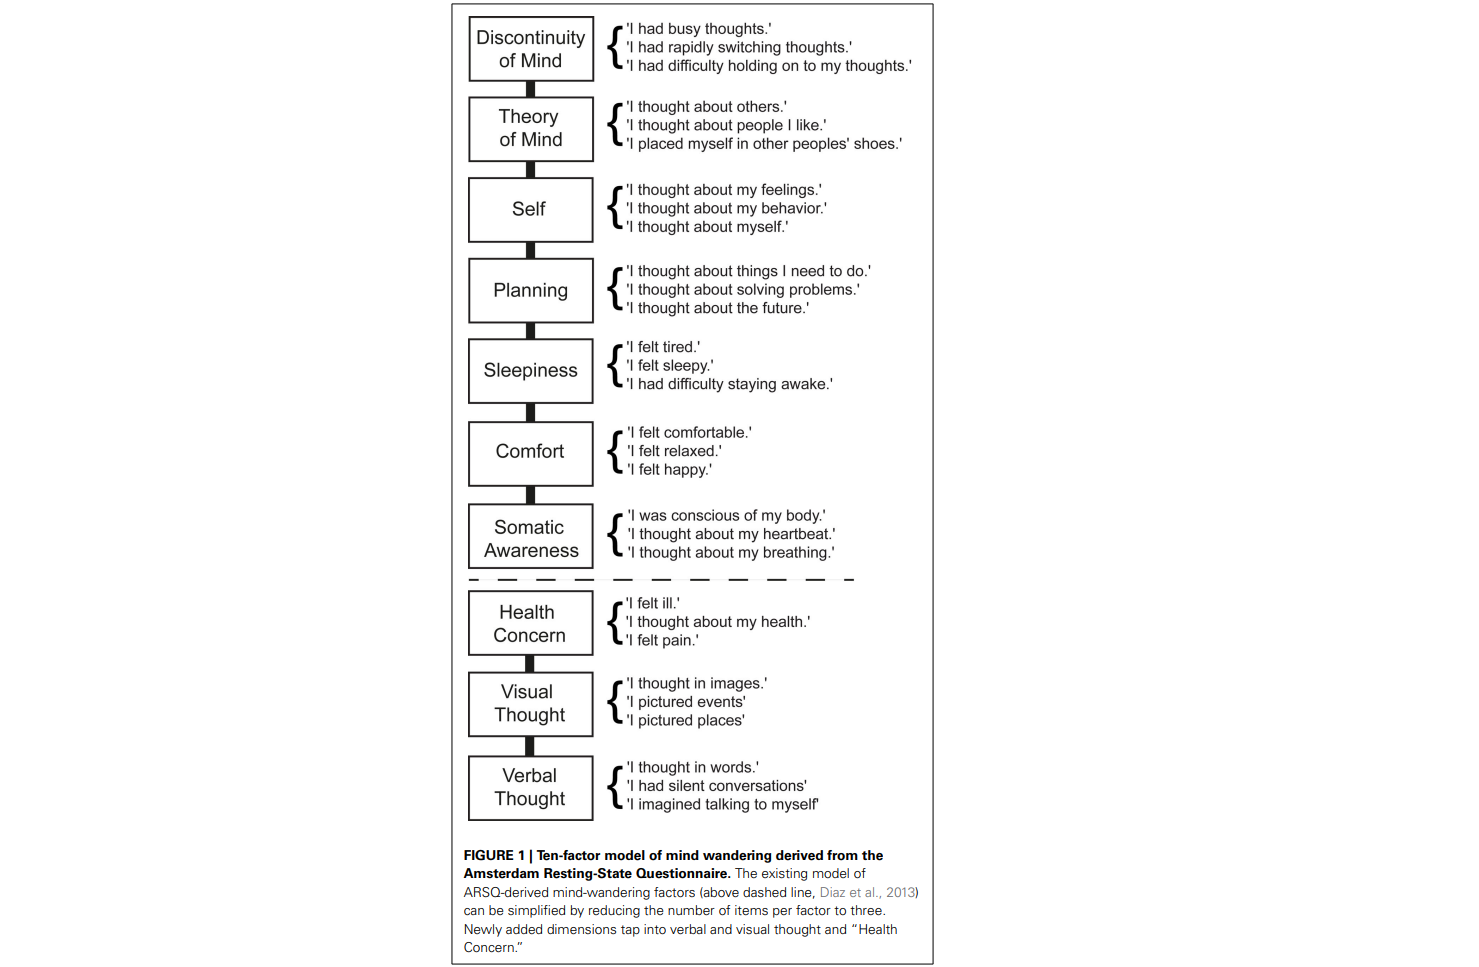 Discontinuity
of Mind
'I had busy thoughts.'
'I had rapidly switching thoughts.'
'I had difficulty holding on to my thoughts.'
Theory
of Mind
'I thought about others.'
'I thought about people I like.'
'I placed myself in other peoples' shoes.'
Self
'I thought about my feelings.'
'I thought about my behavior.'
'I thought about myself.'
Planning
'I thought about things I need to do.'
'I thought about solving problems.'
'I thought about the future.'
Sleepiness
'I felt tired.'
'I felt sleepy.'
'I had difficulty staying awake.'
Comfort
'I felt comfortable.'
'I felt relaxed.'
'I felt happy.'
Somatic
Awareness
'I was conscious of my body.'
'I thought about my heartbeat.'
'I thought about my breathing.'
Health
Concern
'I felt ill.'
'I thought about my health.'
'I felt pain.'
Visual
Thought
'I thought in images.'
'I pictured events'
'I pictured places'
Verbal
Thought
'I thought in words.'
'I had silent conversations'
'I imagined talking to myself'
FIGURE 1 | Ten-factor model of mind wandering derived from the
Amsterdam Resting-State Questionnaire. The existing model of
ARSQ-derived mind-wandering factors (above dashed line, Diaz et al., 2013)
can be simplified by reducing the number of items per factor to three.
Newly added dimensions tap into verbal and visual thought and “Health
Concern.”